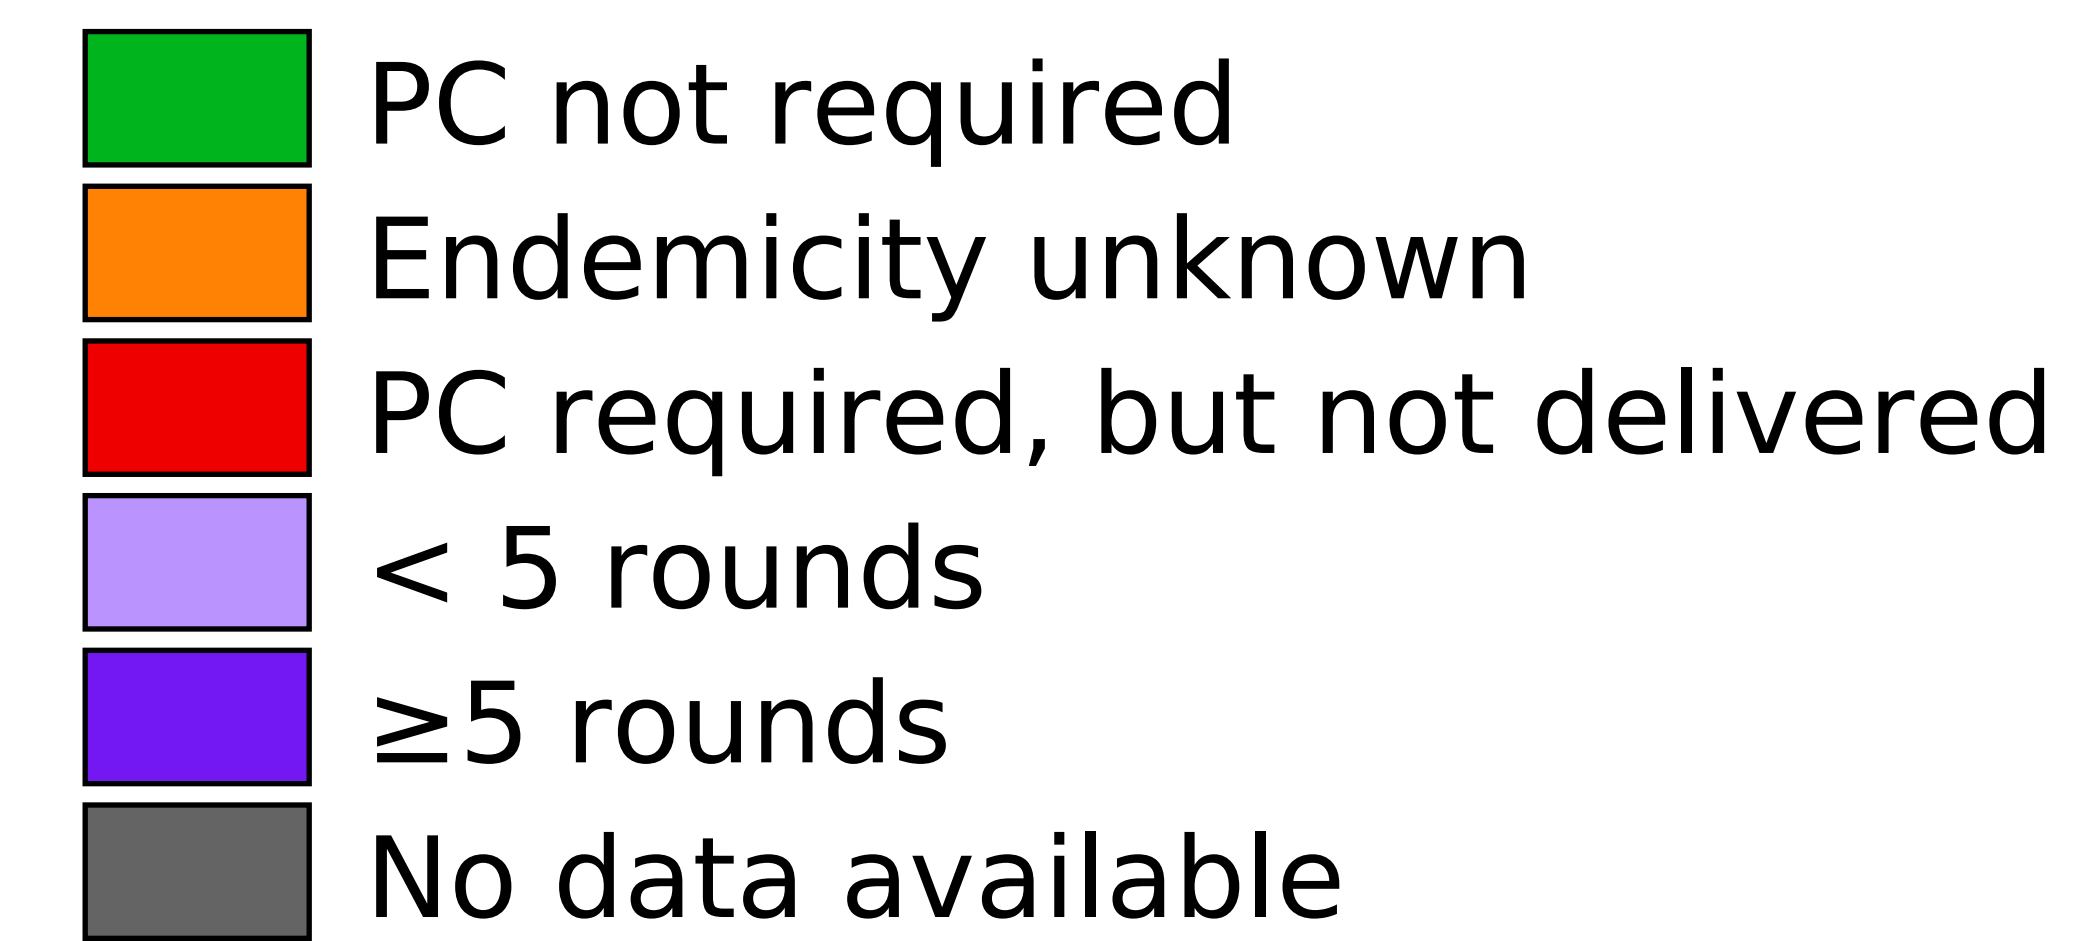 PC not required
Endemicity unknown
PC required, but not delivered
< 5 rounds
≥5 rounds
No data available